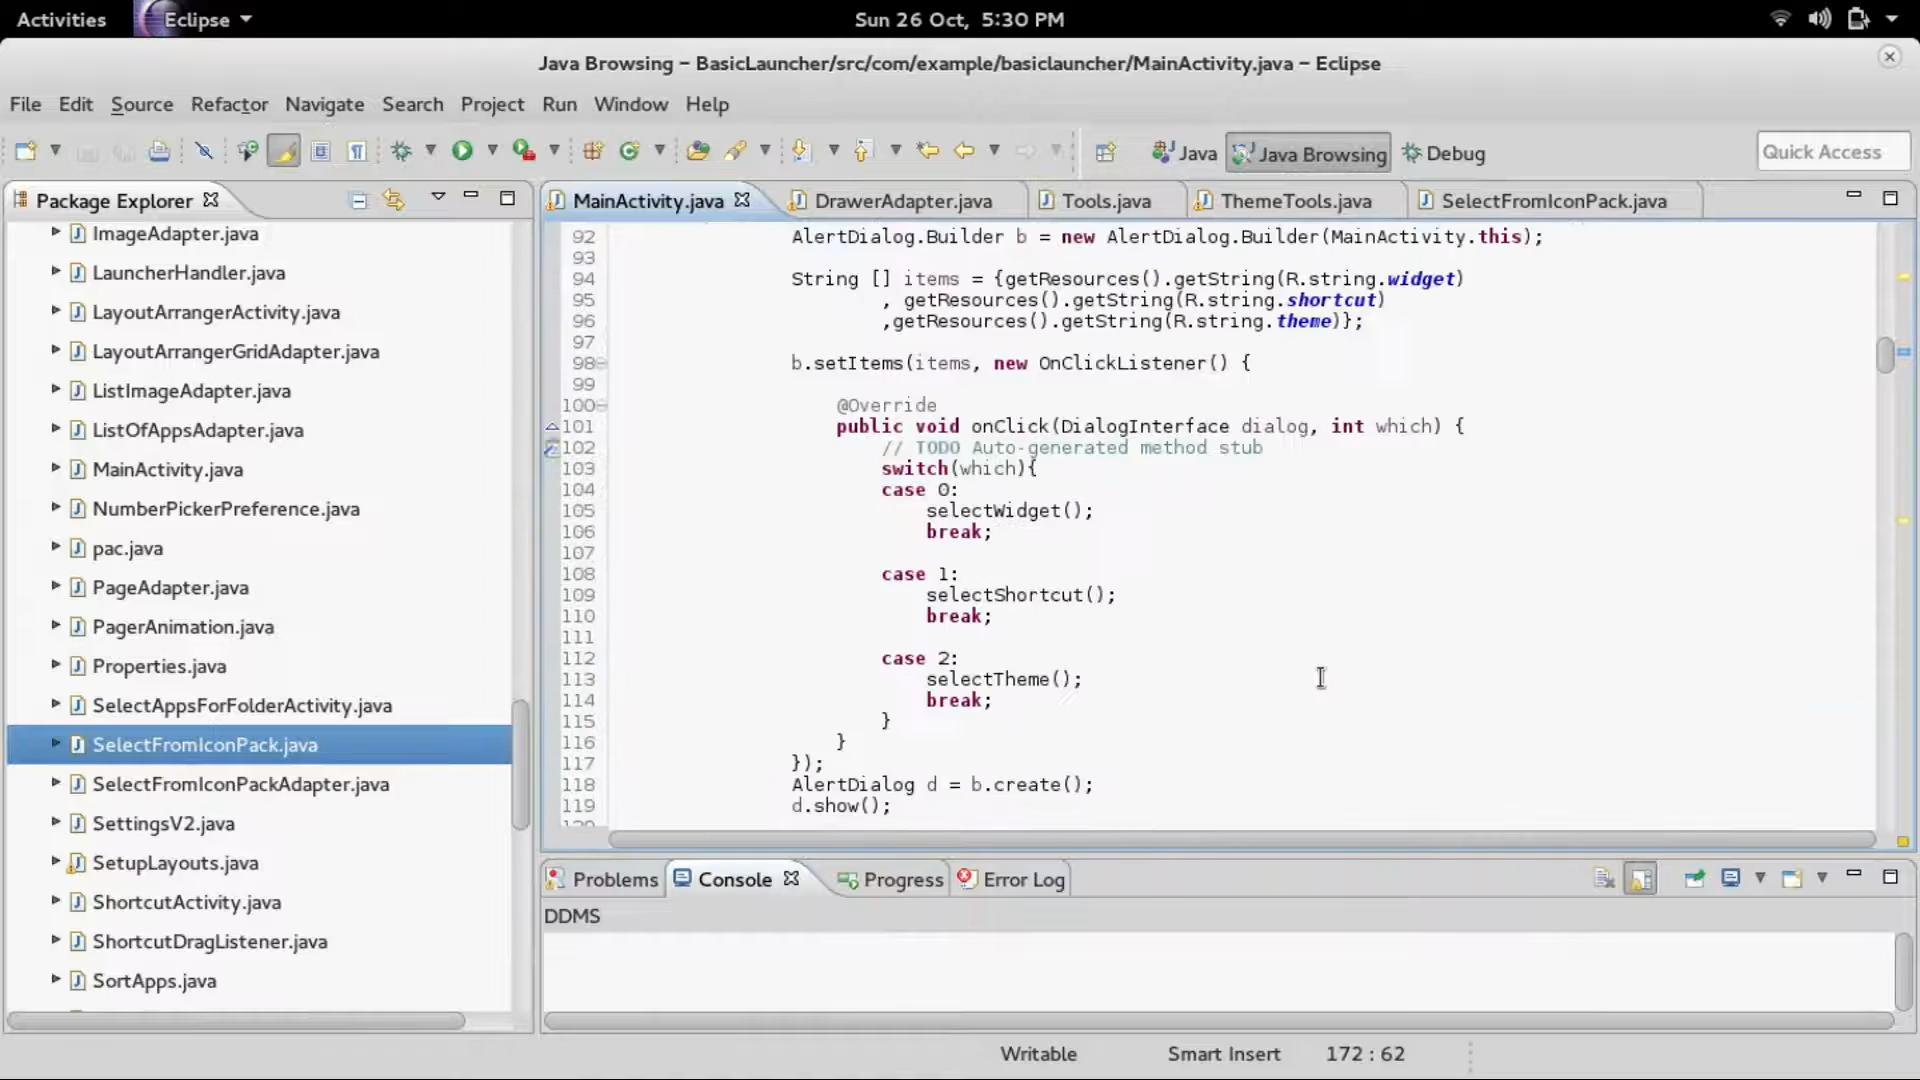 Activities
Eclipse
Sun 26 Oct, 5:30 PM
Java Browsing – BasicLauncher/src/com/example/basiclauncher/MainActivity.java – Eclipse
File Edit Source Refactor Navigate Search Project Run Window Help
Java
Java Browsing
Debug
Quick Access
Package Explorer
ImageAdapter.java
LauncherHandler.java
LayoutArrangerActivity.java
LayoutArrangerGridAdapter.java
ListImageAdapter.java
ListOfAppsAdapter.java
MainActivity.java
NumberPickerPreference.java
pac.java
PageAdapter.java
PagerAnimation.java
Properties.java
SelectAppsForFolderActivity.java
SelectFromIconPack.java
SelectFromIconPackAdapter.java
SettingsV2.java
SetupLayouts.java
ShortcutActivity.java
ShortcutDragListener.java
SortApps.java
MainActivity.java
DrawerAdapter.java
Tools.java
ThemeTools.java
SelectFromIconPack.java
92 AlertDialog.Builder b = new AlertDialog.Builder(MainActivity.this);
93
94 String [] items = {getResources().getString(R.string.widget)
95 , getResources().getString(R.string.shortcut)
96 ,getResources().getString(R.string.theme)};
97
98 b.setItems(items, new OnClickListener() {
99
100 @Override
101 public void onClick(DialogInterface dialog, int which) {
102 // TODO Auto-generated method stub
103 switch(which){
104 case 0:
105 selectWidget();
106 break;
107
108 case 1:
109 selectShortcut();
110 break;
111
112 case 2:
113 selectTheme();
114 break;
115 }
116 }
117 });
118 AlertDialog d = b.create();
119 d.show();
Problems
Console
Progress
Error Log
DDMS
Writable
Smart Insert
172 : 62